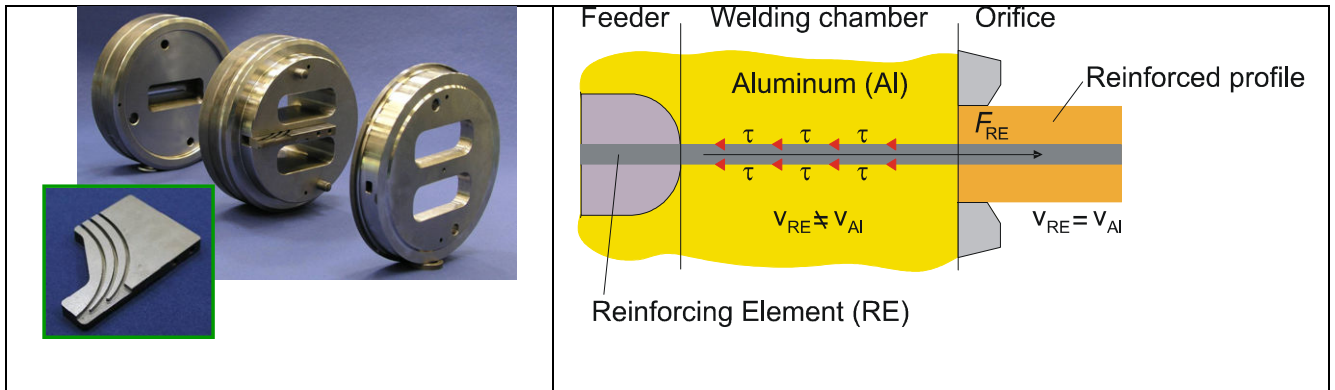 Feeder Welding chamber Orifice
Aluminum (Al)
Reinforced profile
F_RE
τ τ τ
τ τ τ
v_RE ≠ v_Al
v_RE = v_Al
Reinforcing Element (RE)